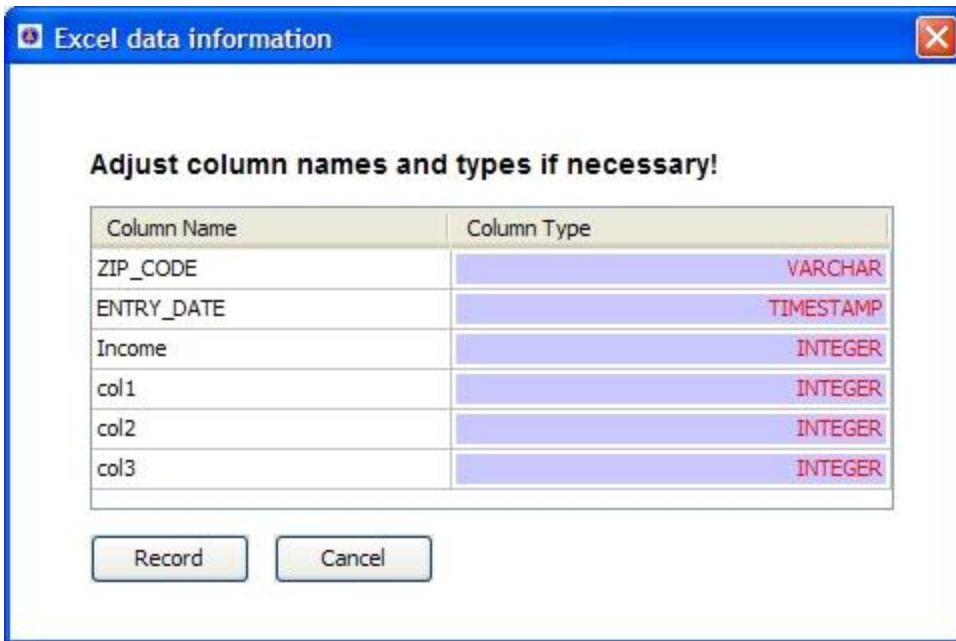 Excel data information
Adjust column names and types if necessary!
Column Name Column Type
ZIP_CODE VARCHAR
ENTRY_DATE TIMESTAMP
Income INTEGER
col1 INTEGER
col2 INTEGER
col3 INTEGER
Record Cancel